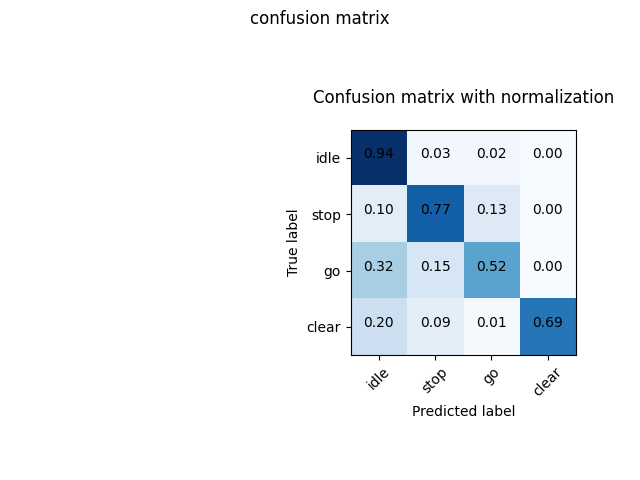 confusion matrix
Confusion matrix with normalization
True label
idle 0.94 0.03 0.02 0.00
stop 0.10 0.77 0.13 0.00
go 0.32 0.15 0.52 0.00
clear 0.20 0.09 0.01 0.69
idle stop go clear
Predicted label